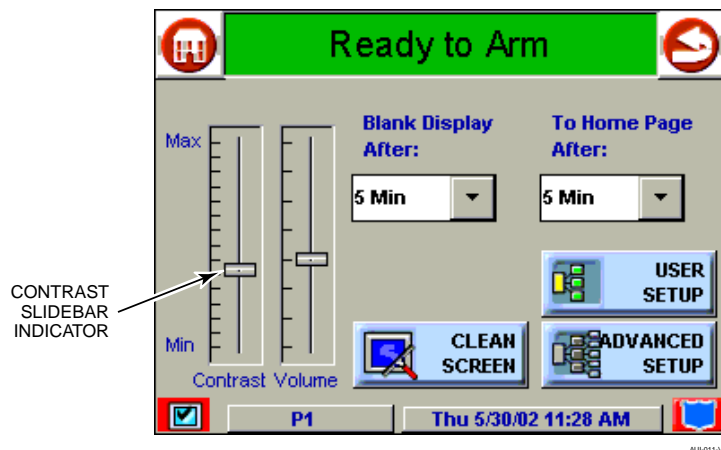 Ready to Arm
Blank Display
After:
To Home Page
After:
Max
5 Min
5 Min
CONTRAST
SLIDEBAR
INDICATOR
USER
SETUP
Min
CLEAN
SCREEN
ADVANCED
SETUP
Contrast Volume
P1
Thu 5/30/02 11:28 AM